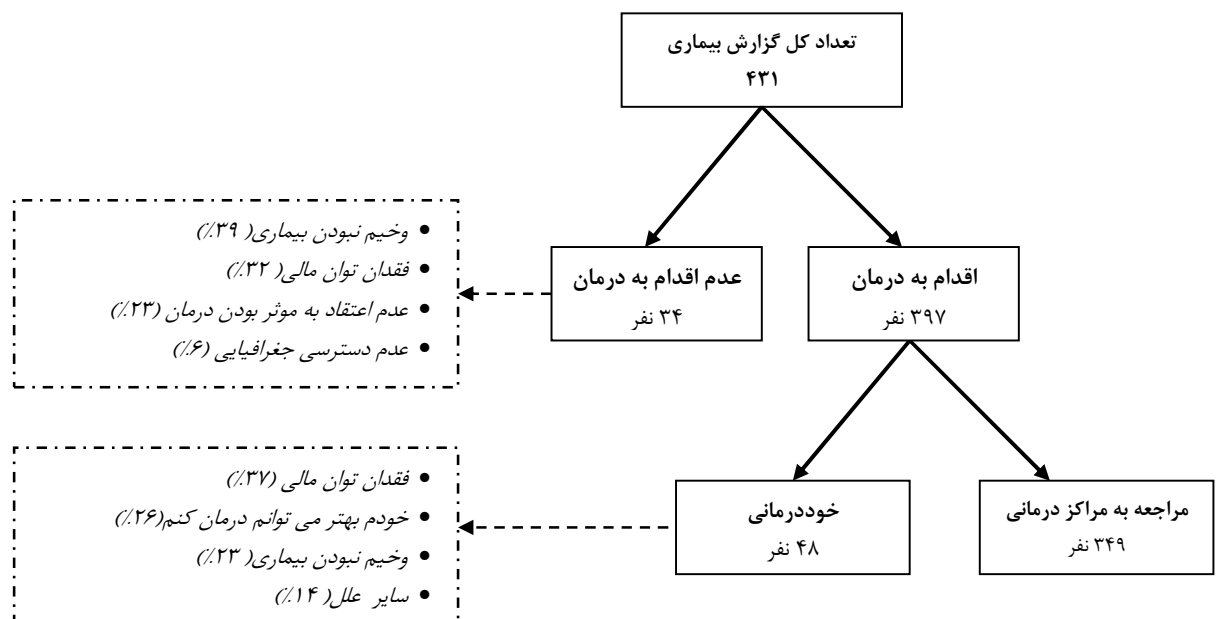 تعداد کل گزارش بیماری
۴۳۱
اقدام به درمان
۳۹۷ نفر
عدم اقدام به درمان
۳۴ نفر
• وخیم نبودن بیماری( ۳۹٪)
• فقدان توان مالی( ۳۲٪)
• عدم اعتقاد به موثر بودن درمان (۲۳٪)
• عدم دسترسی جغرافیایی (۶٪)
مراجعه به مراکز درمانی
۳۴۹ نفر
خوددرمانی
۴۸ نفر
• فقدان توان مالی (۳۷٪)
• خودم بهتر می توانم درمان کنم(۲۶٪)
• وخیم نبودن بیماری( ۲۳٪)
• سایر علل( ۱۴٪)